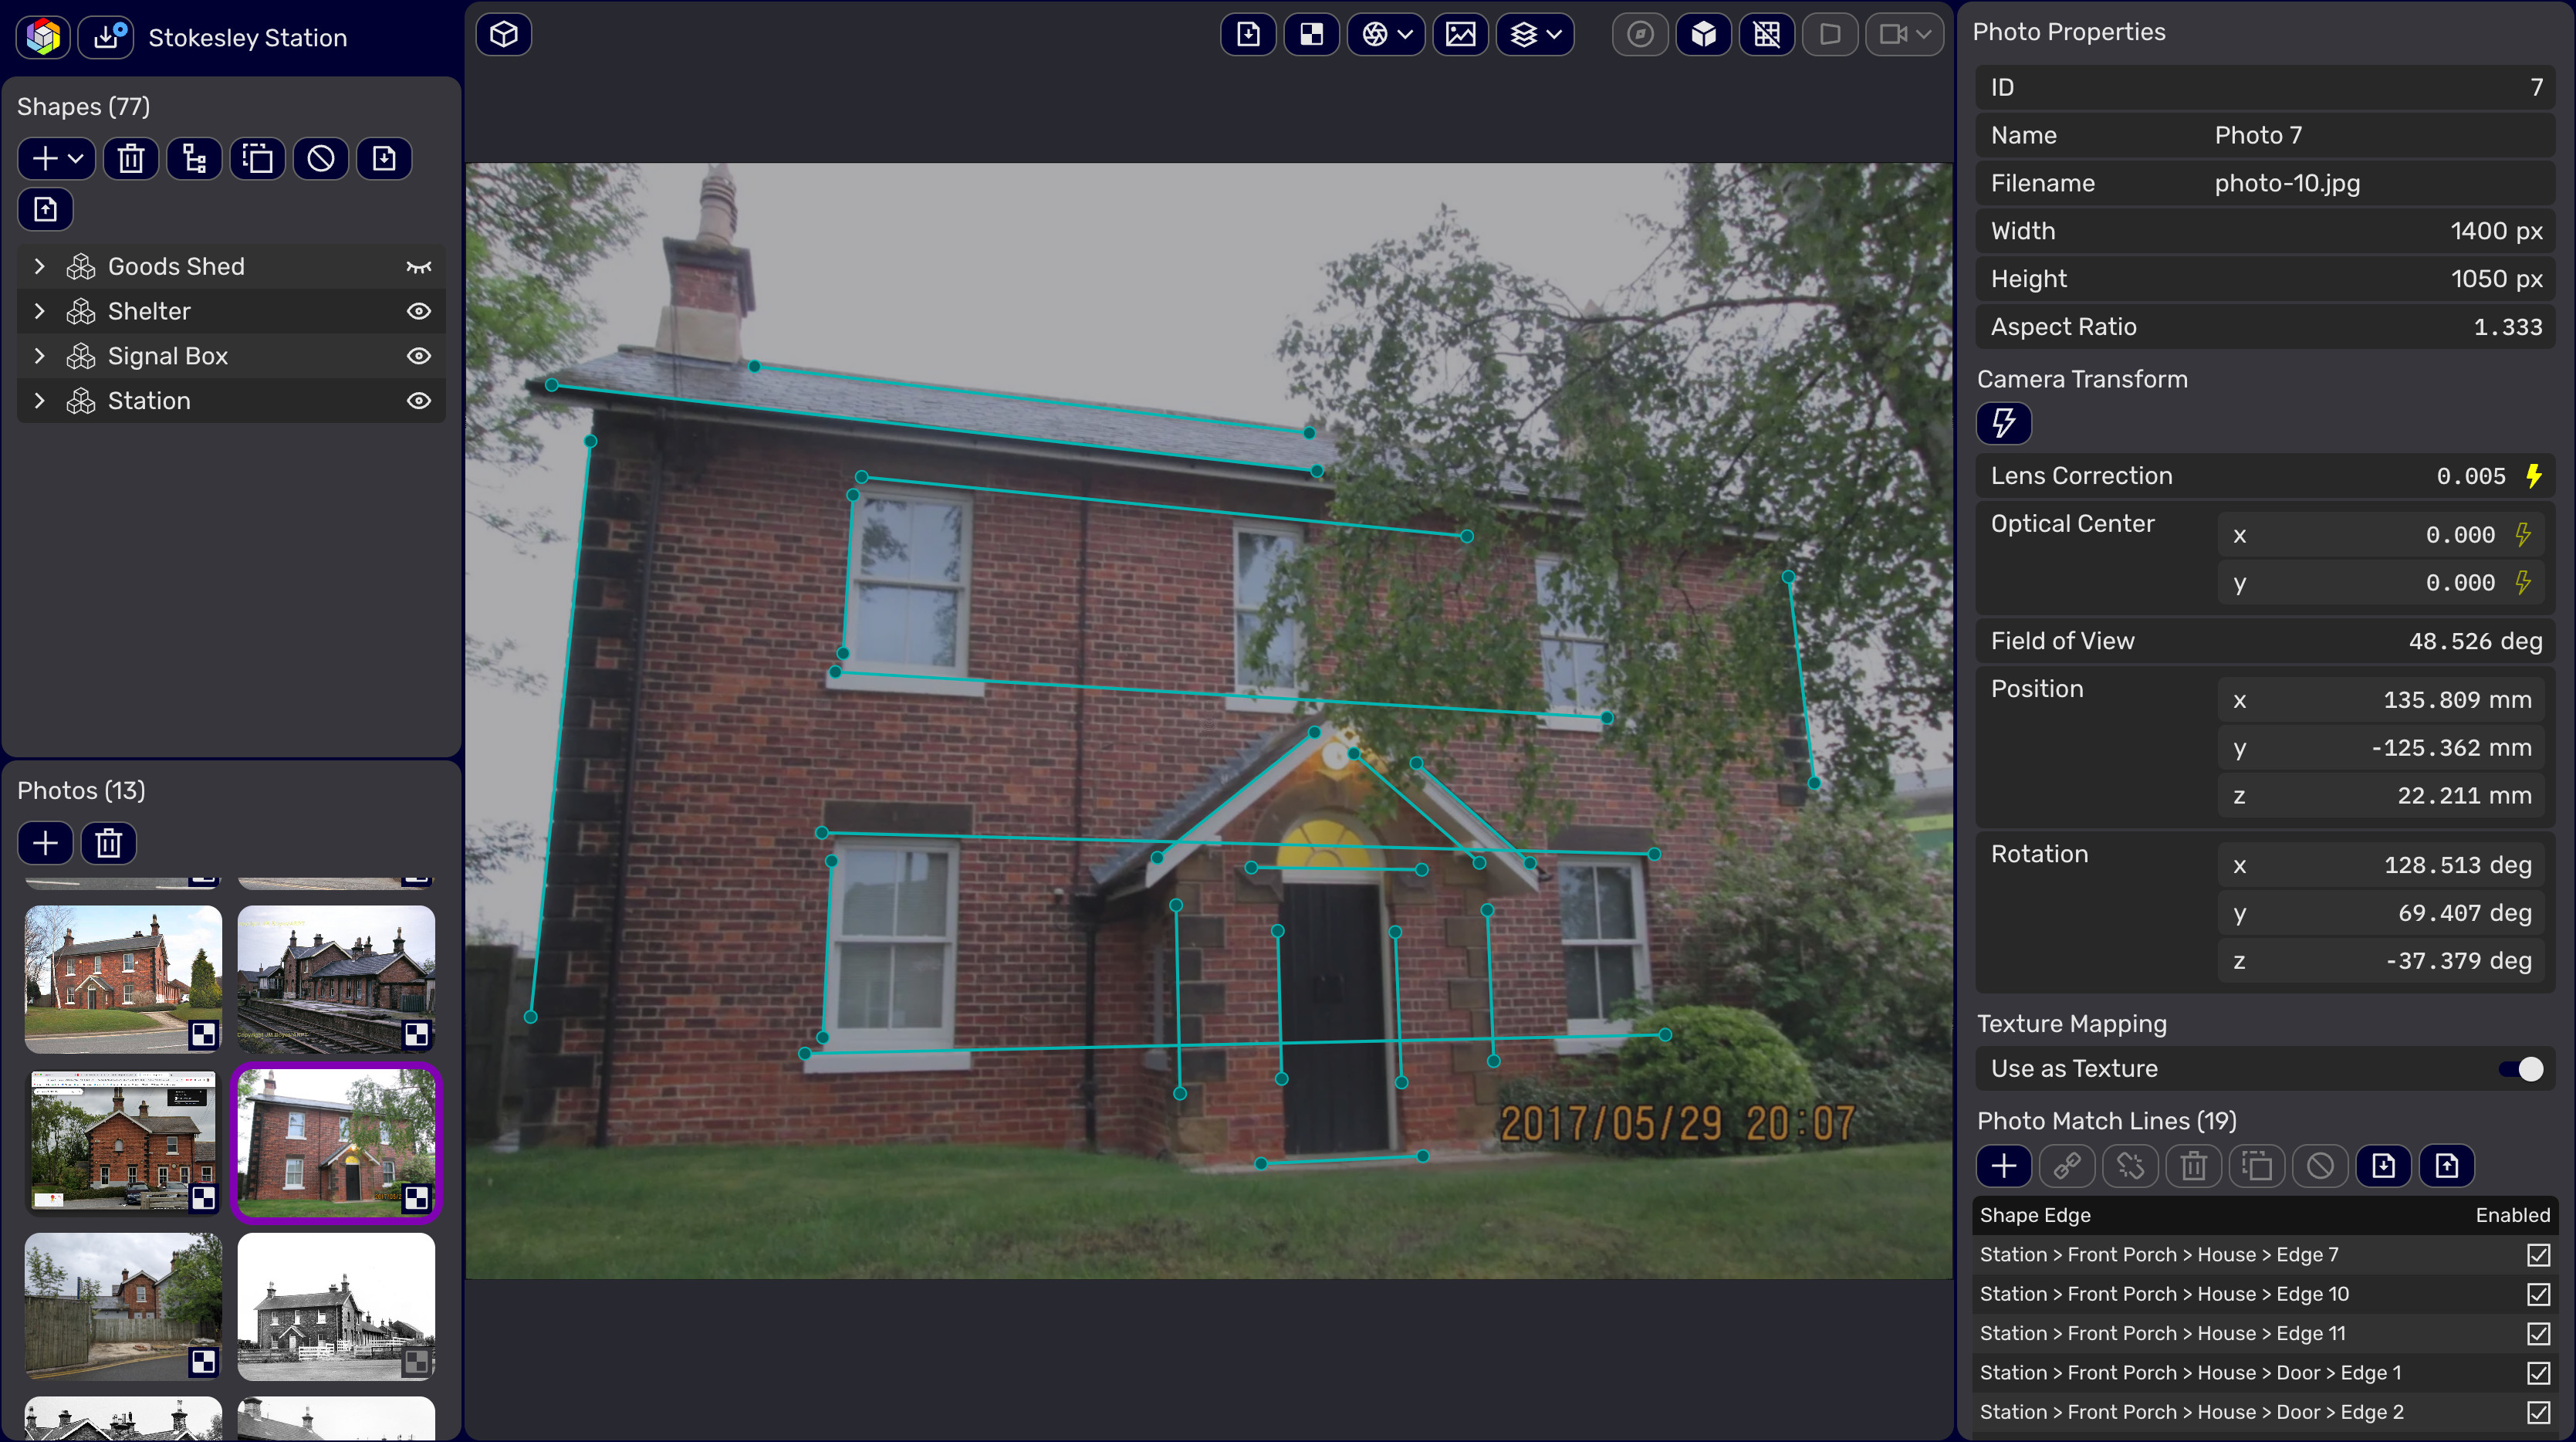 Stokesley Station
Shapes (77)
Goods Shed
Shelter
Signal Box
Station
Photos (13)
2017/05/29 20:07
Photo Properties
ID 7
Name Photo 7
Filename photo-10.jpg
Width 1400 px
Height 1050 px
Aspect Ratio 1.333
Camera Transform
Lens Correction 0.005
Optical Center x 0.000
y 0.000
Field of View 48.526 deg
Position x 135.809 mm
y -125.362 mm
z 22.211 mm
Rotation x 128.513 deg
y 69.407 deg
z -37.379 deg
Texture Mapping
Use as Texture
Photo Match Lines (19)
Shape Edge Enabled
Station > Front Porch > House > Edge 7
Station > Front Porch > House > Edge 10
Station > Front Porch > House > Edge 11
Station > Front Porch > House > Door > Edge 1
Station > Front Porch > House > Door > Edge 2